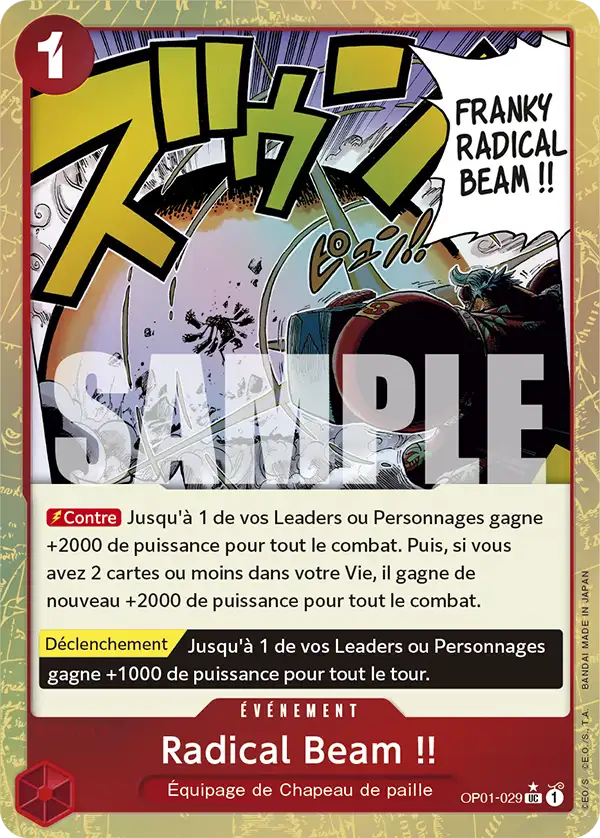 1
ズゥン
FRANKY
RADICAL
BEAM !!
ピュン!!
SAMPLE
Contre Jusqu'à 1 de vos Leaders ou Personnages gagne
+2000 de puissance pour tout le combat. Puis, si vous
avez 2 cartes ou moins dans votre Vie, il gagne de
nouveau +2000 de puissance pour tout le combat.
Déclenchement Jusqu'à 1 de vos Leaders ou Personnages
gagne +1000 de puissance pour tout le tour.
ÉVÉNEMENT
Radical Beam !!
Équipage de Chapeau de paille
OP01-029 UC 1
©E.O./S. ©E.O./S., T.A. BANDAI MADE IN JAPAN